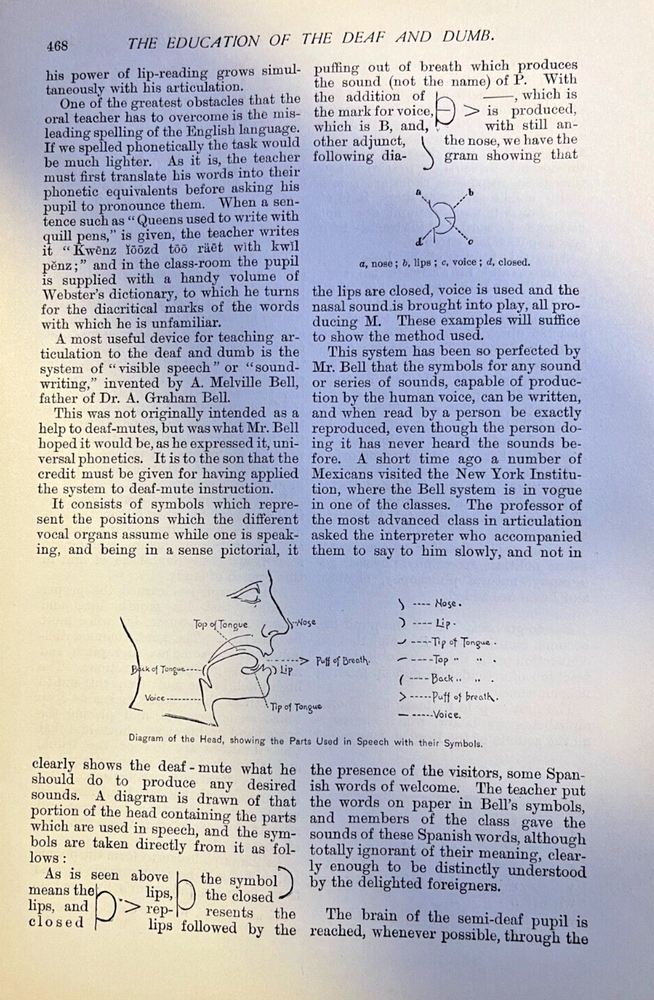 468
THE EDUCATION OF THE DEAF AND DUMB.
his power of lip-reading grows simul-
taneously with his articulation.
One of the greatest obstacles that the
oral teacher has to overcome is the mis-
leading spelling of the English language.
If we spelled phonetically the task would
be much lighter. As it is, the teacher
must first translate his words into their
phonetic equivalents before asking his
pupil to pronounce them. When a sen-
tence such as "Queens used to write with
quill pens," is given, the teacher writes
it "Kwēnz ĭōōzd tōō räĕt with kwĭl
pĕnz;" and in the class-room the pupil
is supplied with a handy volume of
Webster's dictionary, to which he turns
for the diacritical marks of the words
with which he is unfamiliar.
A most useful device for teaching ar-
ticulation to the deaf and dumb is the
system of "visible speech" or "sound-
writing," invented by A. Melville Bell,
father of Dr. A. Graham Bell.
This was not originally intended as a
help to deaf-mutes, but was what Mr. Bell
hoped it would be, as he expressed it, uni-
versal phonetics. It is to the son that the
credit must be given for having applied
the system to deaf-mute instruction.
It consists of symbols which repre-
sent the positions which the different
vocal organs assume while one is speak-
ing, and being in a sense pictorial, it
puffing out of breath which produces
the sound (not the name) of P. With
the addition of —, which is
the mark for voice, > is produced,
which is B, and, with still an-
other adjunct, the nose, we have the
following dia- gram showing that
a b
d c
a, nose; b, lips; c, voice; d, closed.
the lips are closed, voice is used and the
nasal sound is brought into play, all pro-
ducing M. These examples will suffice
to show the method used.
This system has been so perfected by
Mr. Bell that the symbols for any sound
or series of sounds, capable of produc-
tion by the human voice, can be written,
and when read by a person be exactly
reproduced, even though the person do-
ing it has never heard the sounds be-
fore. A short time ago a number of
Mexicans visited the New York Institu-
tion, where the Bell system is in vogue
in one of the classes. The professor of
the most advanced class in articulation
asked the interpreter who accompanied
them to say to him slowly, and not in
Top of Tongue
Nose
Back of Tongue
Puff of Breath.
Lip
Voice
Tip of Tongue
---- Nose.
---- Lip.
---- Tip of Tongue.
---- Top " " .
---- Back " " .
> ----- Puff of breath.
— ----- Voice.
Diagram of the Head, showing the Parts Used in Speech with their Symbols.
clearly shows the deaf-mute what he
should do to produce any desired
sounds. A diagram is drawn of that
portion of the head containing the parts
which are used in speech, and the sym-
bols are taken directly from it as fol-
lows:
As is seen above the symbol
means the lips, the closed
lips, and > rep- resents the
closed lips followed by the
the presence of the visitors, some Span-
ish words of welcome. The teacher put
the words on paper in Bell's symbols,
and members of the class gave the
sounds of these Spanish words, although
totally ignorant of their meaning, clear-
ly enough to be distinctly understood
by the delighted foreigners.
The brain of the semi-deaf pupil is
reached, whenever possible, through the